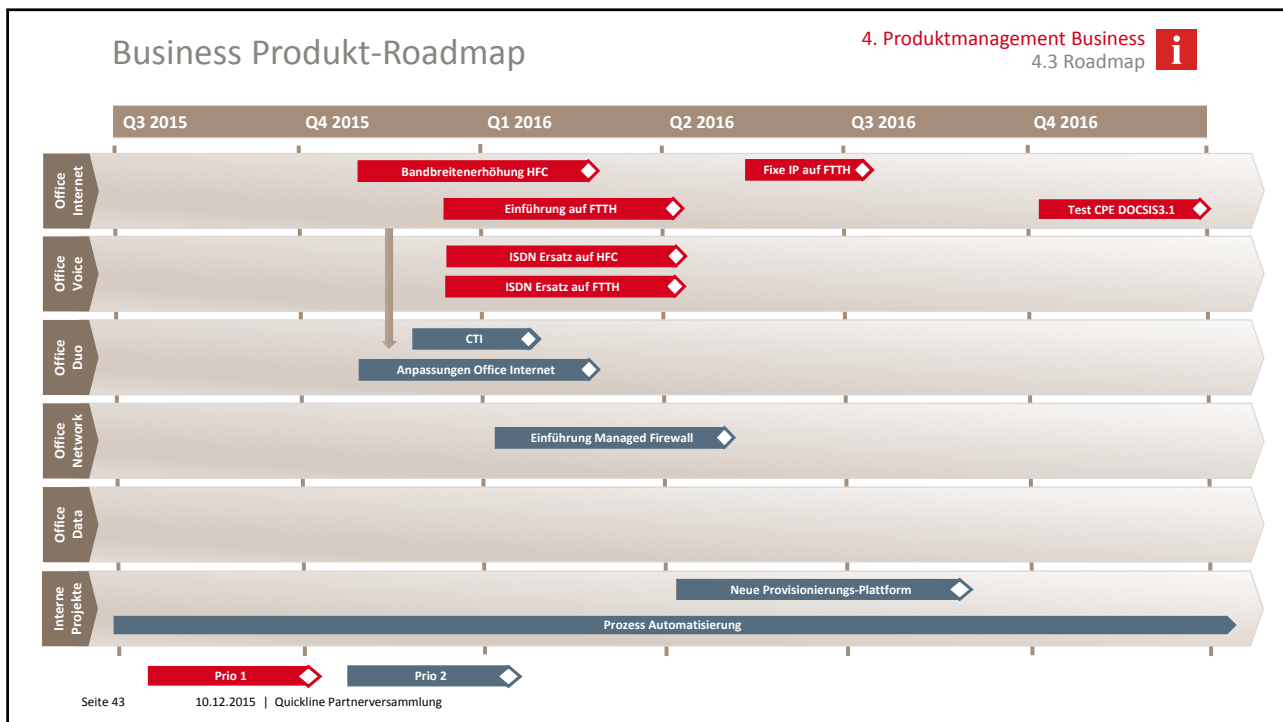 Business Produkt-Roadmap
4. Produktmanagement Business
4.3 Roadmap
i
Q3 2015
Q4 2015
Q1 2016
Q2 2016
Q3 2016
Q4 2016
Office
Internet
Bandbreitenerhöhung HFC
Fixe IP auf FTTH
Einführung auf FTTH
Test CPE DOCSIS3.1
Office
Voice
ISDN Ersatz auf HFC
ISDN Ersatz auf FTTH
Office
Duo
CTI
Anpassungen Office Internet
Office
Network
Einführung Managed Firewall
Office
Data
Interne
Projekte
Neue Provisionierungs-Plattform
Prozess Automatisierung
Prio 1
Prio 2
Seite 43
10.12.2015 | Quickline Partnerversammlung